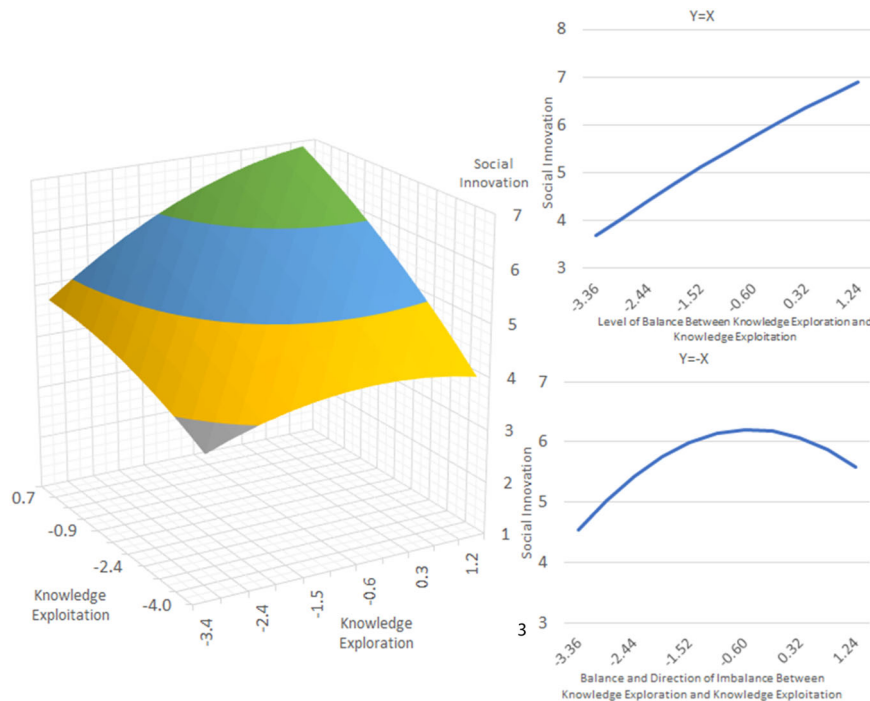 Social
Innovation
7
6
5
4
3
2
1
0.7
-0.9
-2.4
-4.0
Knowledge
Exploitation
-3.4
-2.4
-1.5
-0.6
0.3
1.2
Knowledge
Exploration
Y=X
8
7
6
5
4
3
Social Innovation
-3.36
-2.44
-1.52
-0.60
0.32
1.24
Level of Balance Between Knowledge Exploration and
Knowledge Exploitation
Y=-X
7
6
5
4
3
3
Social Innovation
-3.36
-2.44
-1.52
-0.60
0.32
1.24
Balance and Direction of Imbalance Between
Knowledge Exploration and Knowledge Exploitation